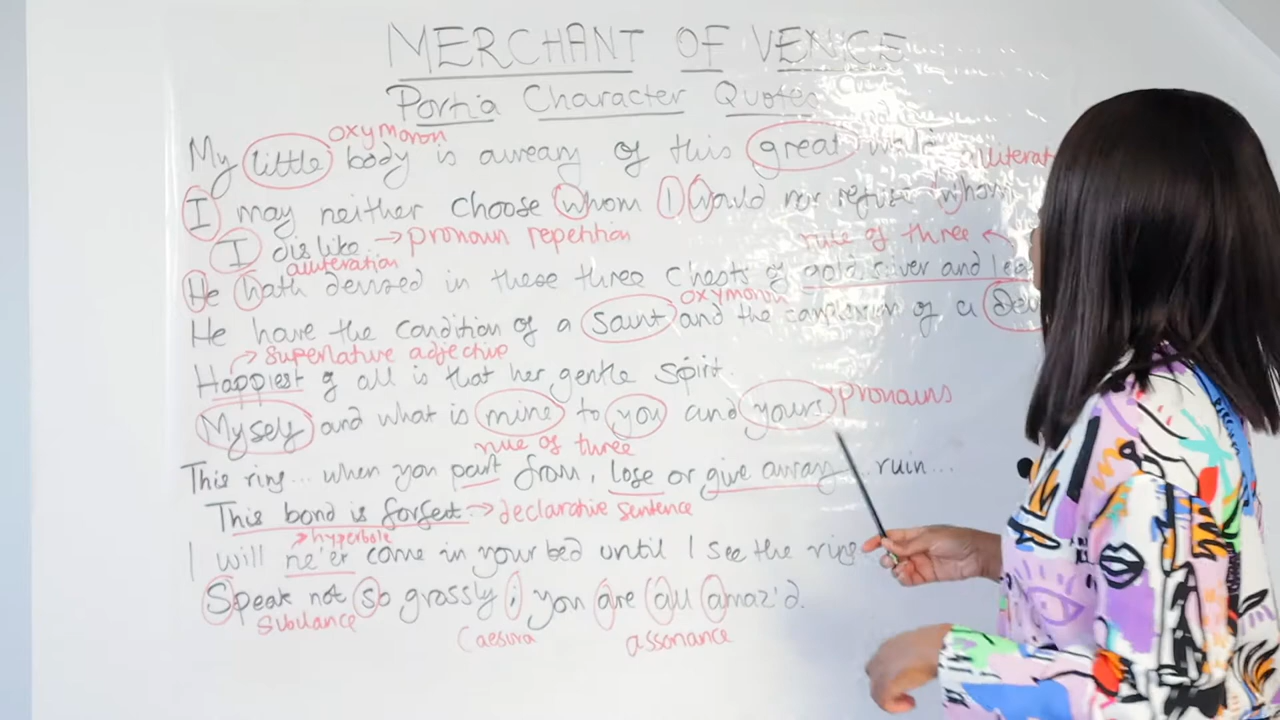 MERCHANT OF VENICE
Portia Character Quotes
oxymoron
My little body is aweary of this great world
alliterat
I may neither choose whom I would nor refuse whom
I dislike → pronoun repetition
rule of three
alliteration
He hath devised in these three chests of gold, silver and lea
oxymoron
He have the condition of a saint and the complexion of a Dev
→ superlative adjective
Happiest of all is that her gentle spirit.
Myself and what is mine to you and yours pronouns
rule of three
This ring... when you part from, lose or give away... ruin...
This bond is forfeit → declarative sentence
→ hyperbole
I will ne'er come in your bed until I see the ring
Speak not so grossly; you are all amaz'd.
Sibilance Caesura assonance